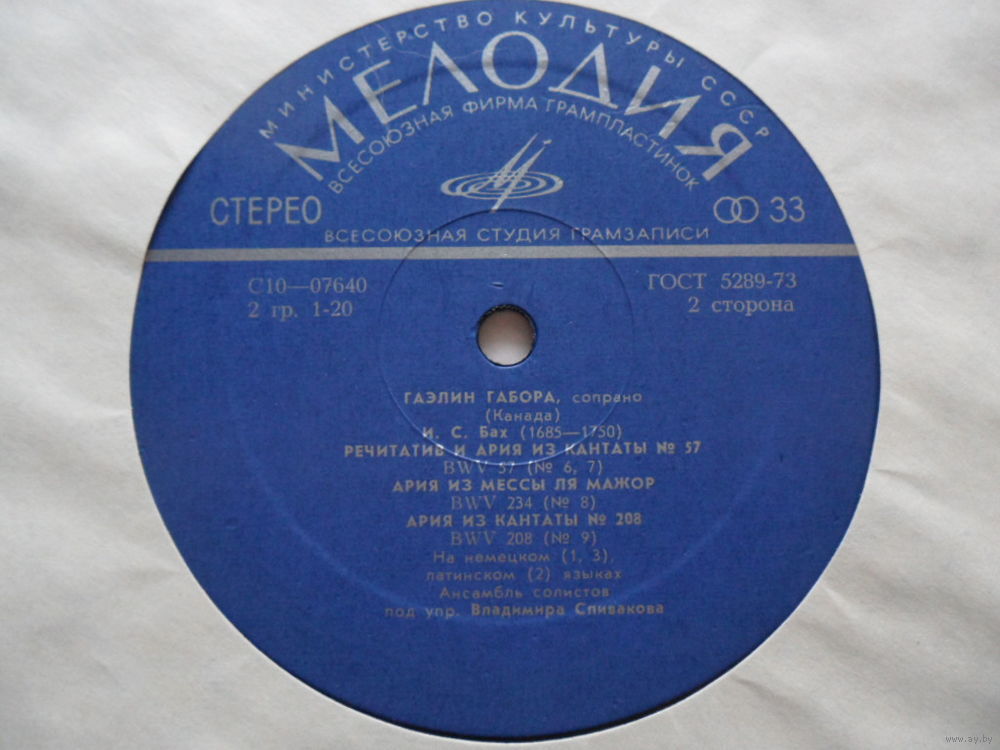 МИНИСТЕРСТВО КУЛЬТУРЫ СССР
МЕЛОДИЯ
ВСЕСОЮЗНАЯ ФИРМА ГРАМПЛАСТИНОК
СТЕРЕО
33
ВСЕСОЮЗНАЯ СТУДИЯ ГРАМЗАПИСИ
С10—07640
ГОСТ 5289-73
2 гр. 1-20
2 сторона
ГАЭЛИН ГАБОРА, сопрано
(Канада)
И. С. Бах (1685—1750)
РЕЧИТАТИВ И АРИЯ ИЗ КАНТАТЫ № 57
BWV 57 (№ 6, 7)
АРИЯ ИЗ МЕССЫ ЛЯ МАЖОР
BWV 234 (№ 8)
АРИЯ ИЗ КАНТАТЫ № 208
BWV 208 (№ 9)
На немецком (1, 3),
латинском (2) языках
Ансамбль солистов
под упр. Владимира Спивакова
www.ay.by